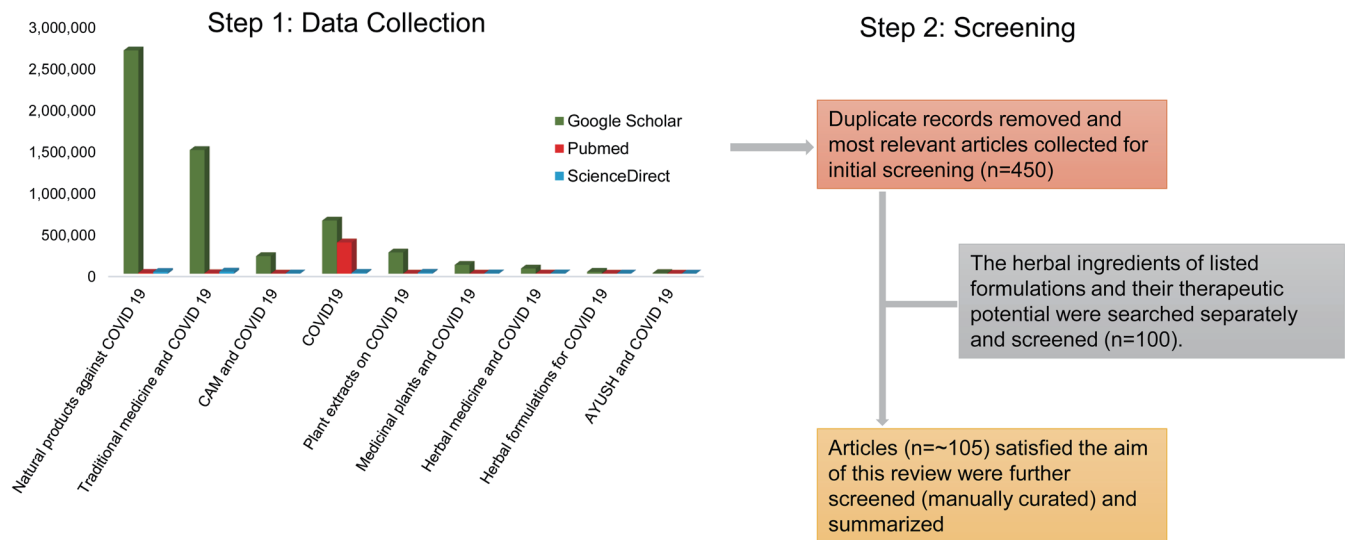 Step 1: Data Collection
3,000,000
2,500,000
2,000,000
1,500,000
1,000,000
500,000
0
Google Scholar
Pubmed
ScienceDirect
Natural products against COVID 19
Traditional medicine and COVID 19
CAM and COVID 19
COVID19
Plant extracts on COVID 19
Medicinal plants and COVID 19
Herbal medicine and COVID 19
Herbal formulations for COVID 19
AYUSH and COVID 19
Step 2: Screening
Duplicate records removed and
most relevant articles collected for
initial screening (n=450)
The herbal ingredients of listed
formulations and their therapeutic
potential were searched separately
and screened (n=100).
Articles (n=~105) satisfied the aim
of this review were further
screened (manually curated) and
summarized